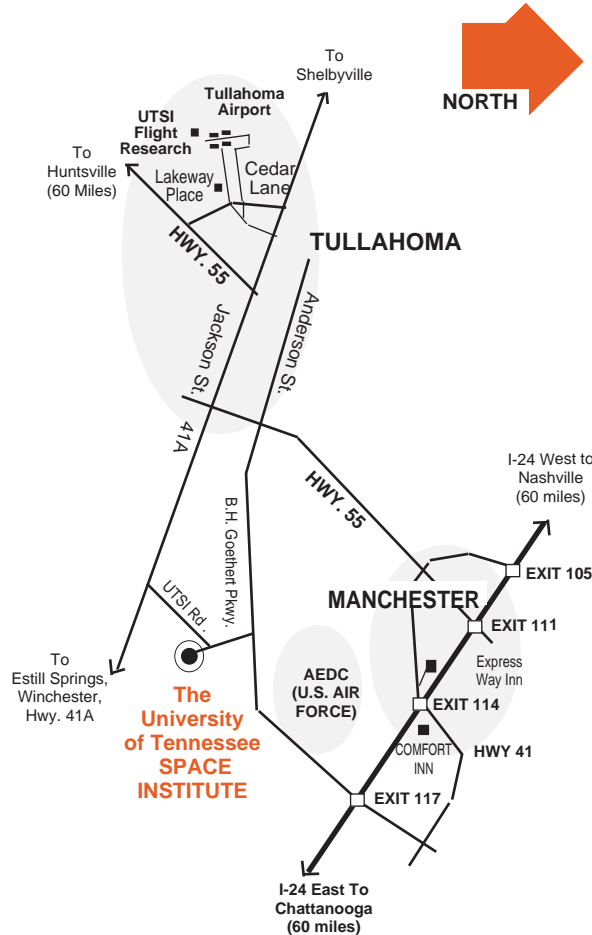 To
Shelbyville
NORTH
Tullahoma
Airport
UTSI
Flight
Research
To
Huntsville
(60 Miles)
Lakeway
Place
Cedar
Lane
HWY. 55
TULLAHOMA
Jackson St.
Anderson St.
41A
HWY. 55
I-24 West to
Nashville
(60 miles)
B.H. Goethert Pkwy.
EXIT 105
UTSI Rd .
MANCHESTER
EXIT 111
To
Estill Springs,
Winchester,
Hwy. 41A
AEDC
(U.S. AIR
FORCE)
Express
Way Inn
The
University
of Tennessee
SPACE
INSTITUTE
EXIT 114
COMFORT
INN
HWY 41
EXIT 117
I-24 East To
Chattanooga
(60 miles)